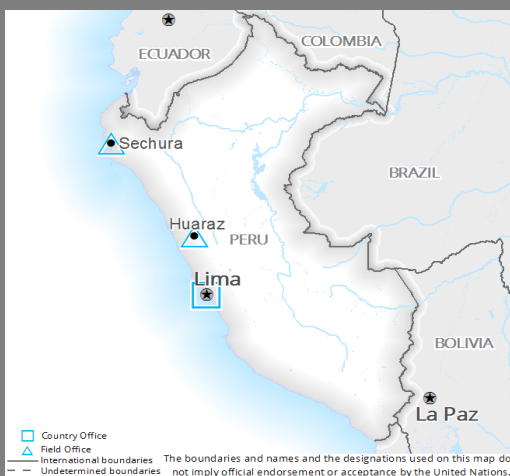 COLOMBIA
ECUADOR
Sechura
BRAZIL
Huaraz
PERU
Lima
BOLIVIA
La Paz
Country Office
Field Office
International boundaries
Undetermined boundaries
The boundaries and names and the designations used on this map do
not imply official endorsement or acceptance by the United Nations.